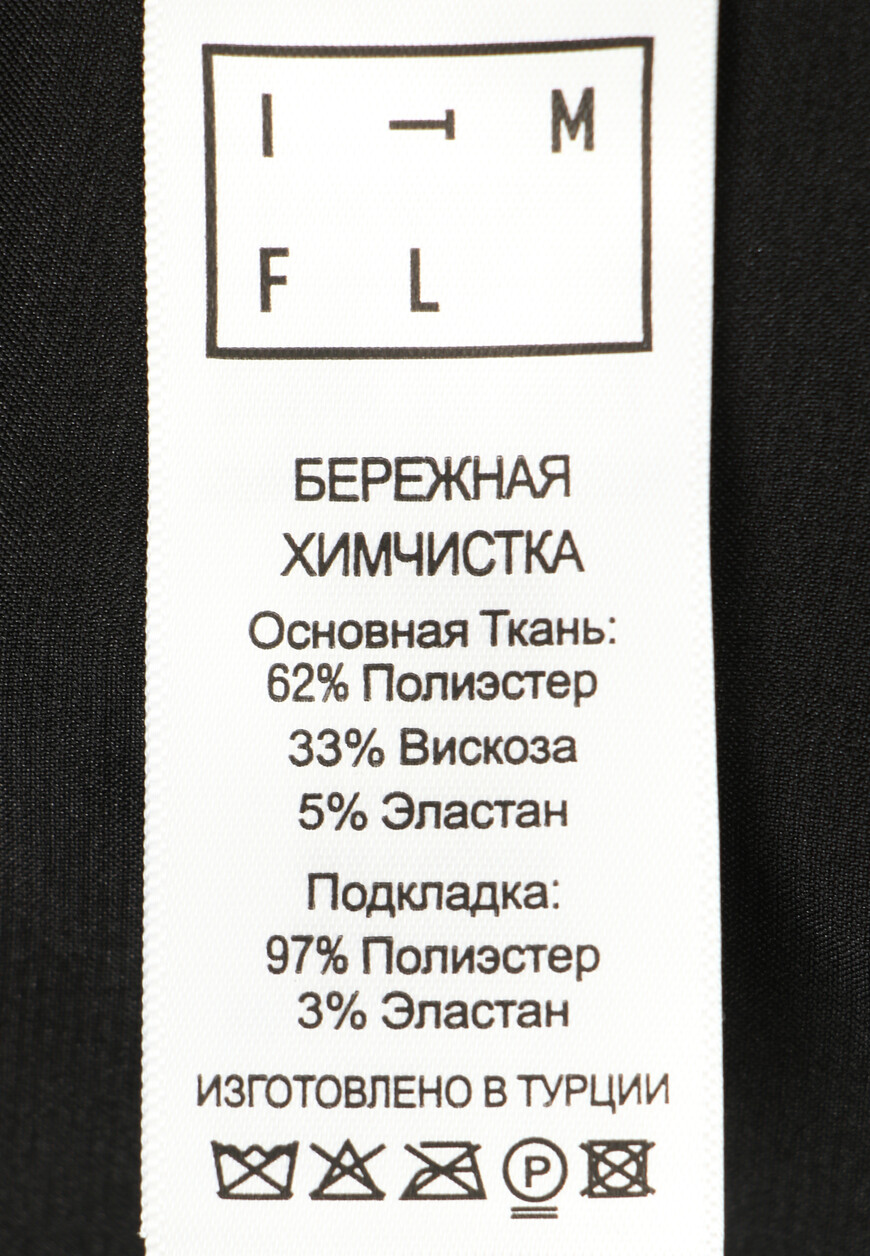 I T M
F L
БЕРЕЖНАЯ
ХИМЧИСТКА
Основная Ткань:
62% Полиэстер
33% Вискоза
5% Эластан
Подкладка:
97% Полиэстер
3% Эластан
ИЗГОТОВЛЕНО В ТУРЦИИ
P